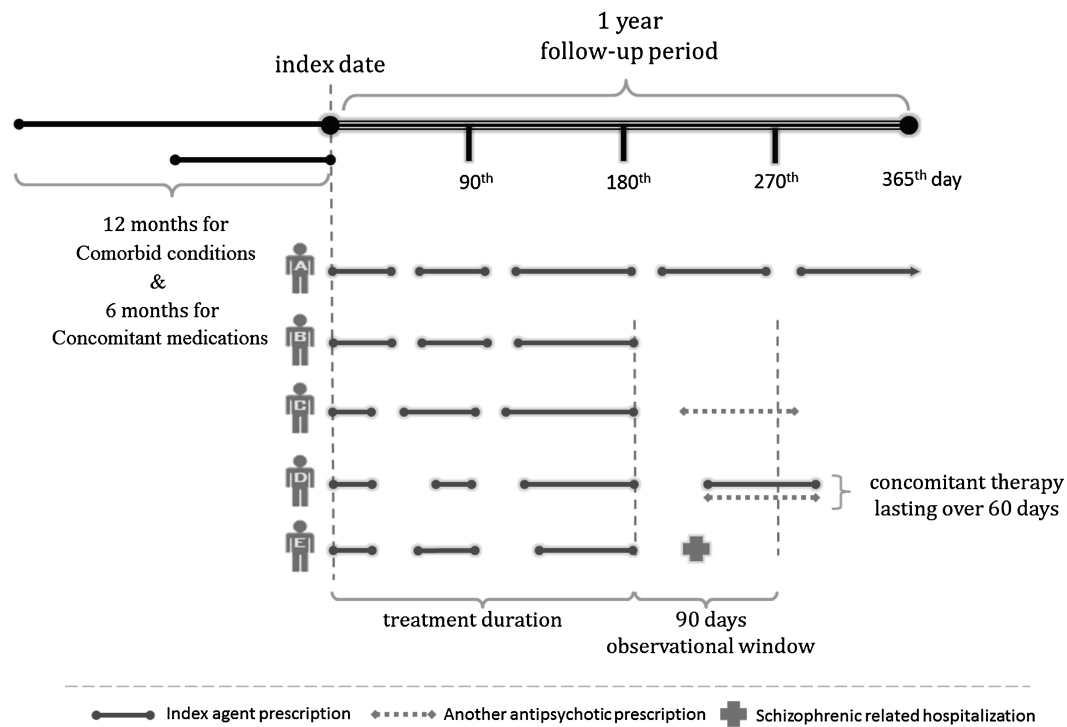 1 year
follow-up period
index date
90th
180th
270th
365th day
12 months for
Comorbid conditions
&
6 months for
Concomitant medications
A
B
C
D
E
concomitant therapy
lasting over 60 days
treatment duration
90 days
observational window
Index agent prescription
Another antipsychotic prescription
Schizophrenic related hospitalization